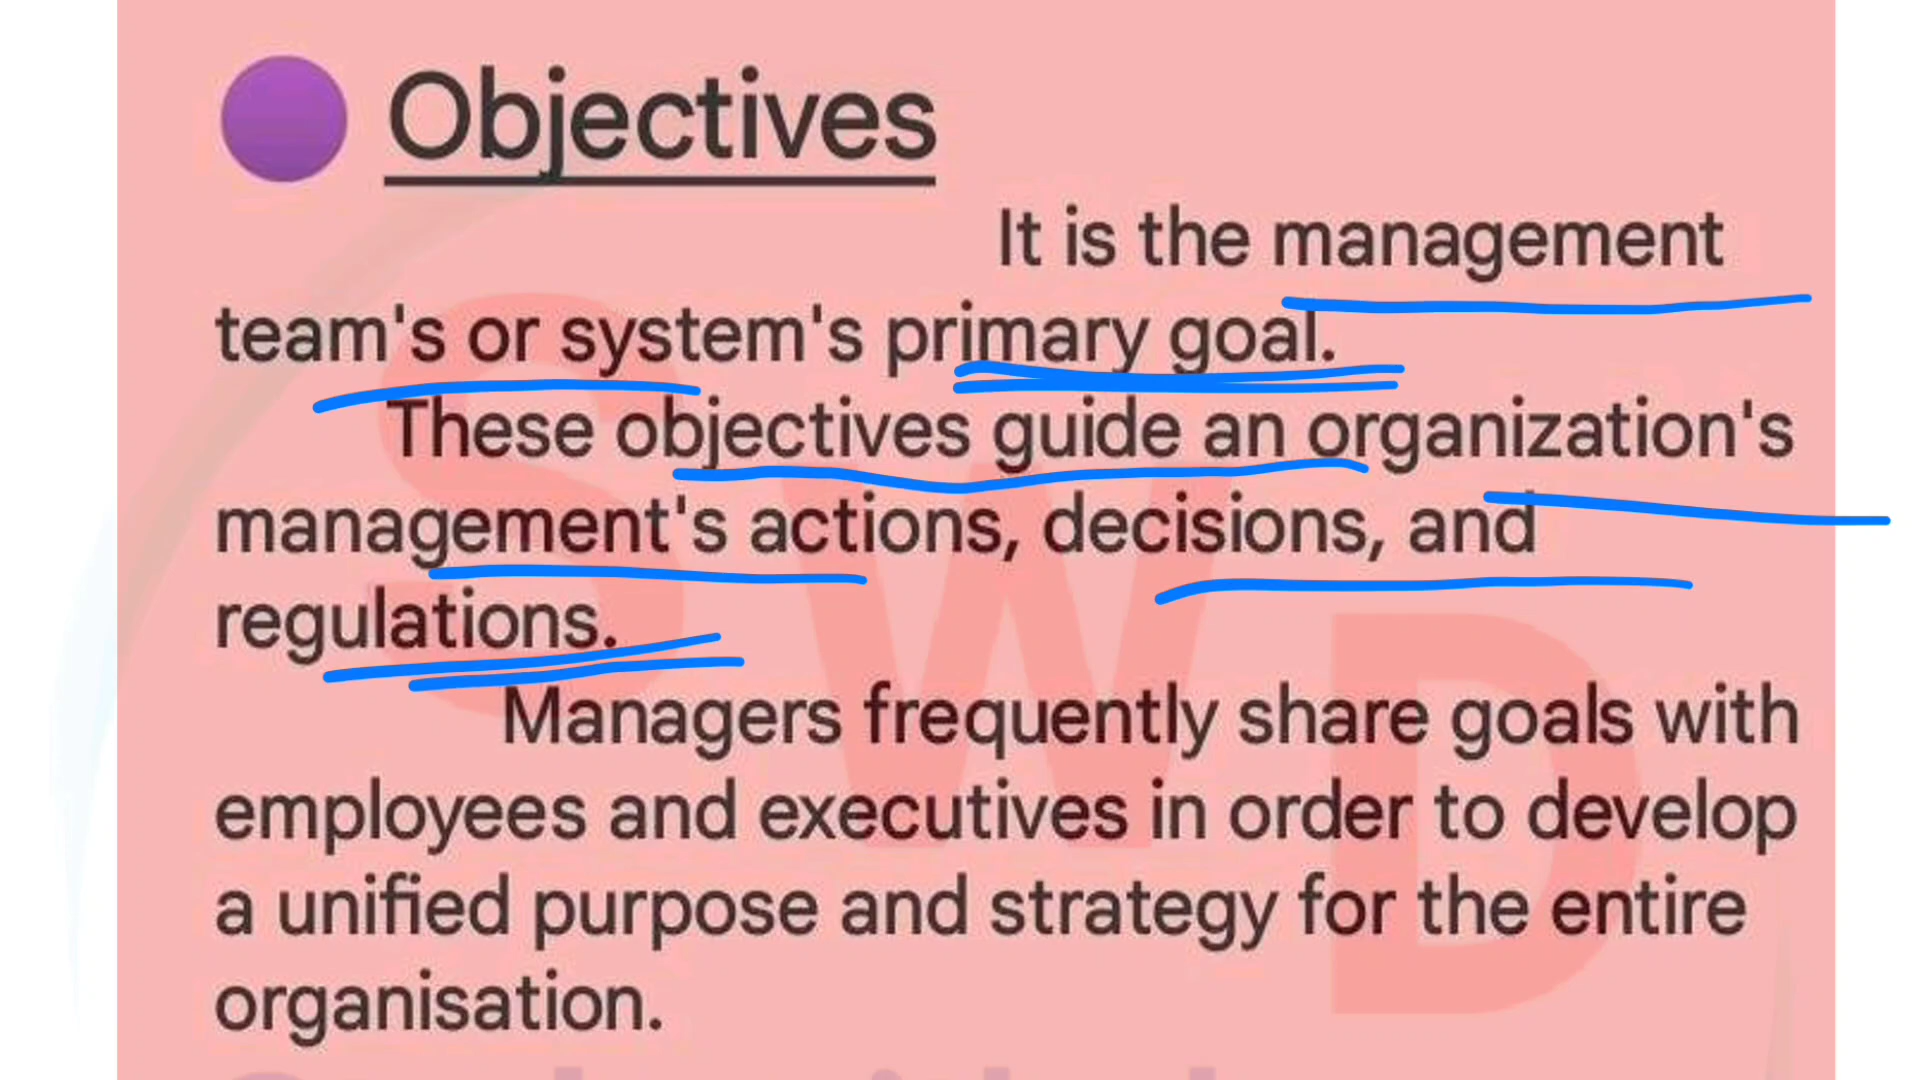 Objectives
It is the management
team's or system's primary goal.
These objectives guide an organization's
management's actions, decisions, and
regulations.
Managers frequently share goals with
employees and executives in order to develop
a unified purpose and strategy for the entire
organisation.
SWD